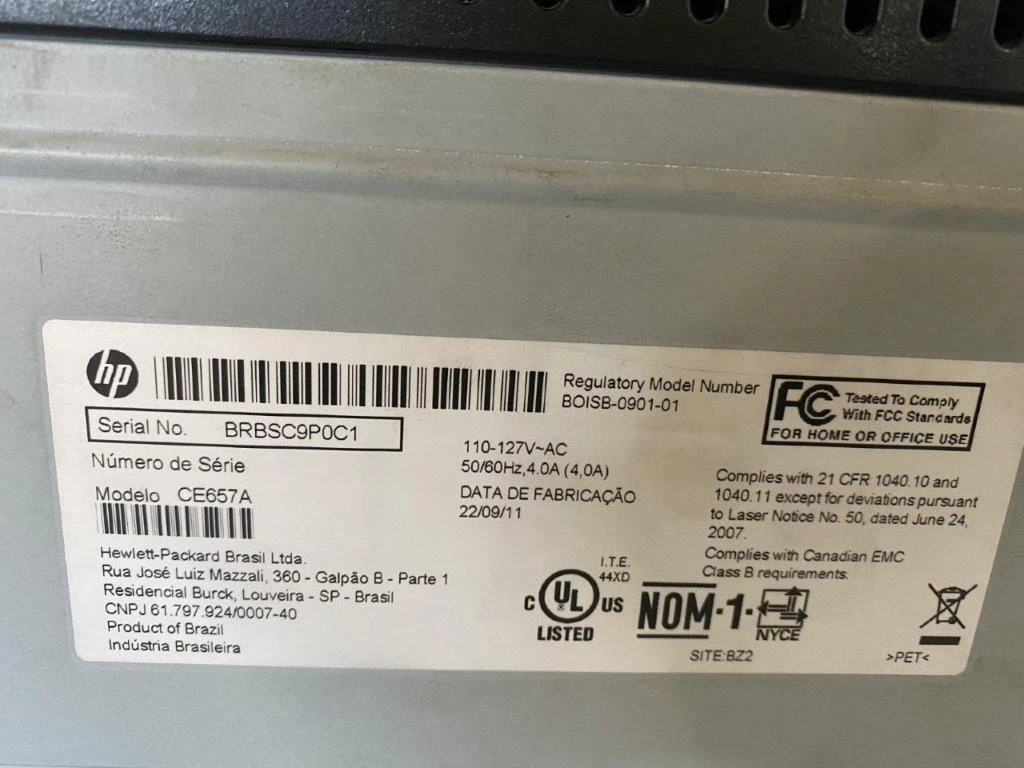 hp
Regulatory Model Number
BOISB-0901-01
FC Tested To Comply
With FCC Standards
FOR HOME OR OFFICE USE
Serial No. BRBSC9P0C1
Número de Série
Modelo CE657A
110-127V~AC
50/60Hz,4.0A (4,0A)
DATA DE FABRICAÇÃO
22/09/11
Complies with 21 CFR 1040.10 and
1040.11 except for deviations pursuant
to Laser Notice No. 50, dated June 24,
2007.
Complies with Canadian EMC
Class B requirements.
Hewlett-Packard Brasil Ltda.
Rua José Luiz Mazzali, 360 - Galpão B - Parte 1
Residencial Burck, Louveira - SP - Brasil
CNPJ 61.797.924/0007-40
Product of Brazil
Indústria Brasileira
I.T.E.
44XD
C UL US
LISTED
NOM-1-
NYCE
SITE:BZ2
>PET<